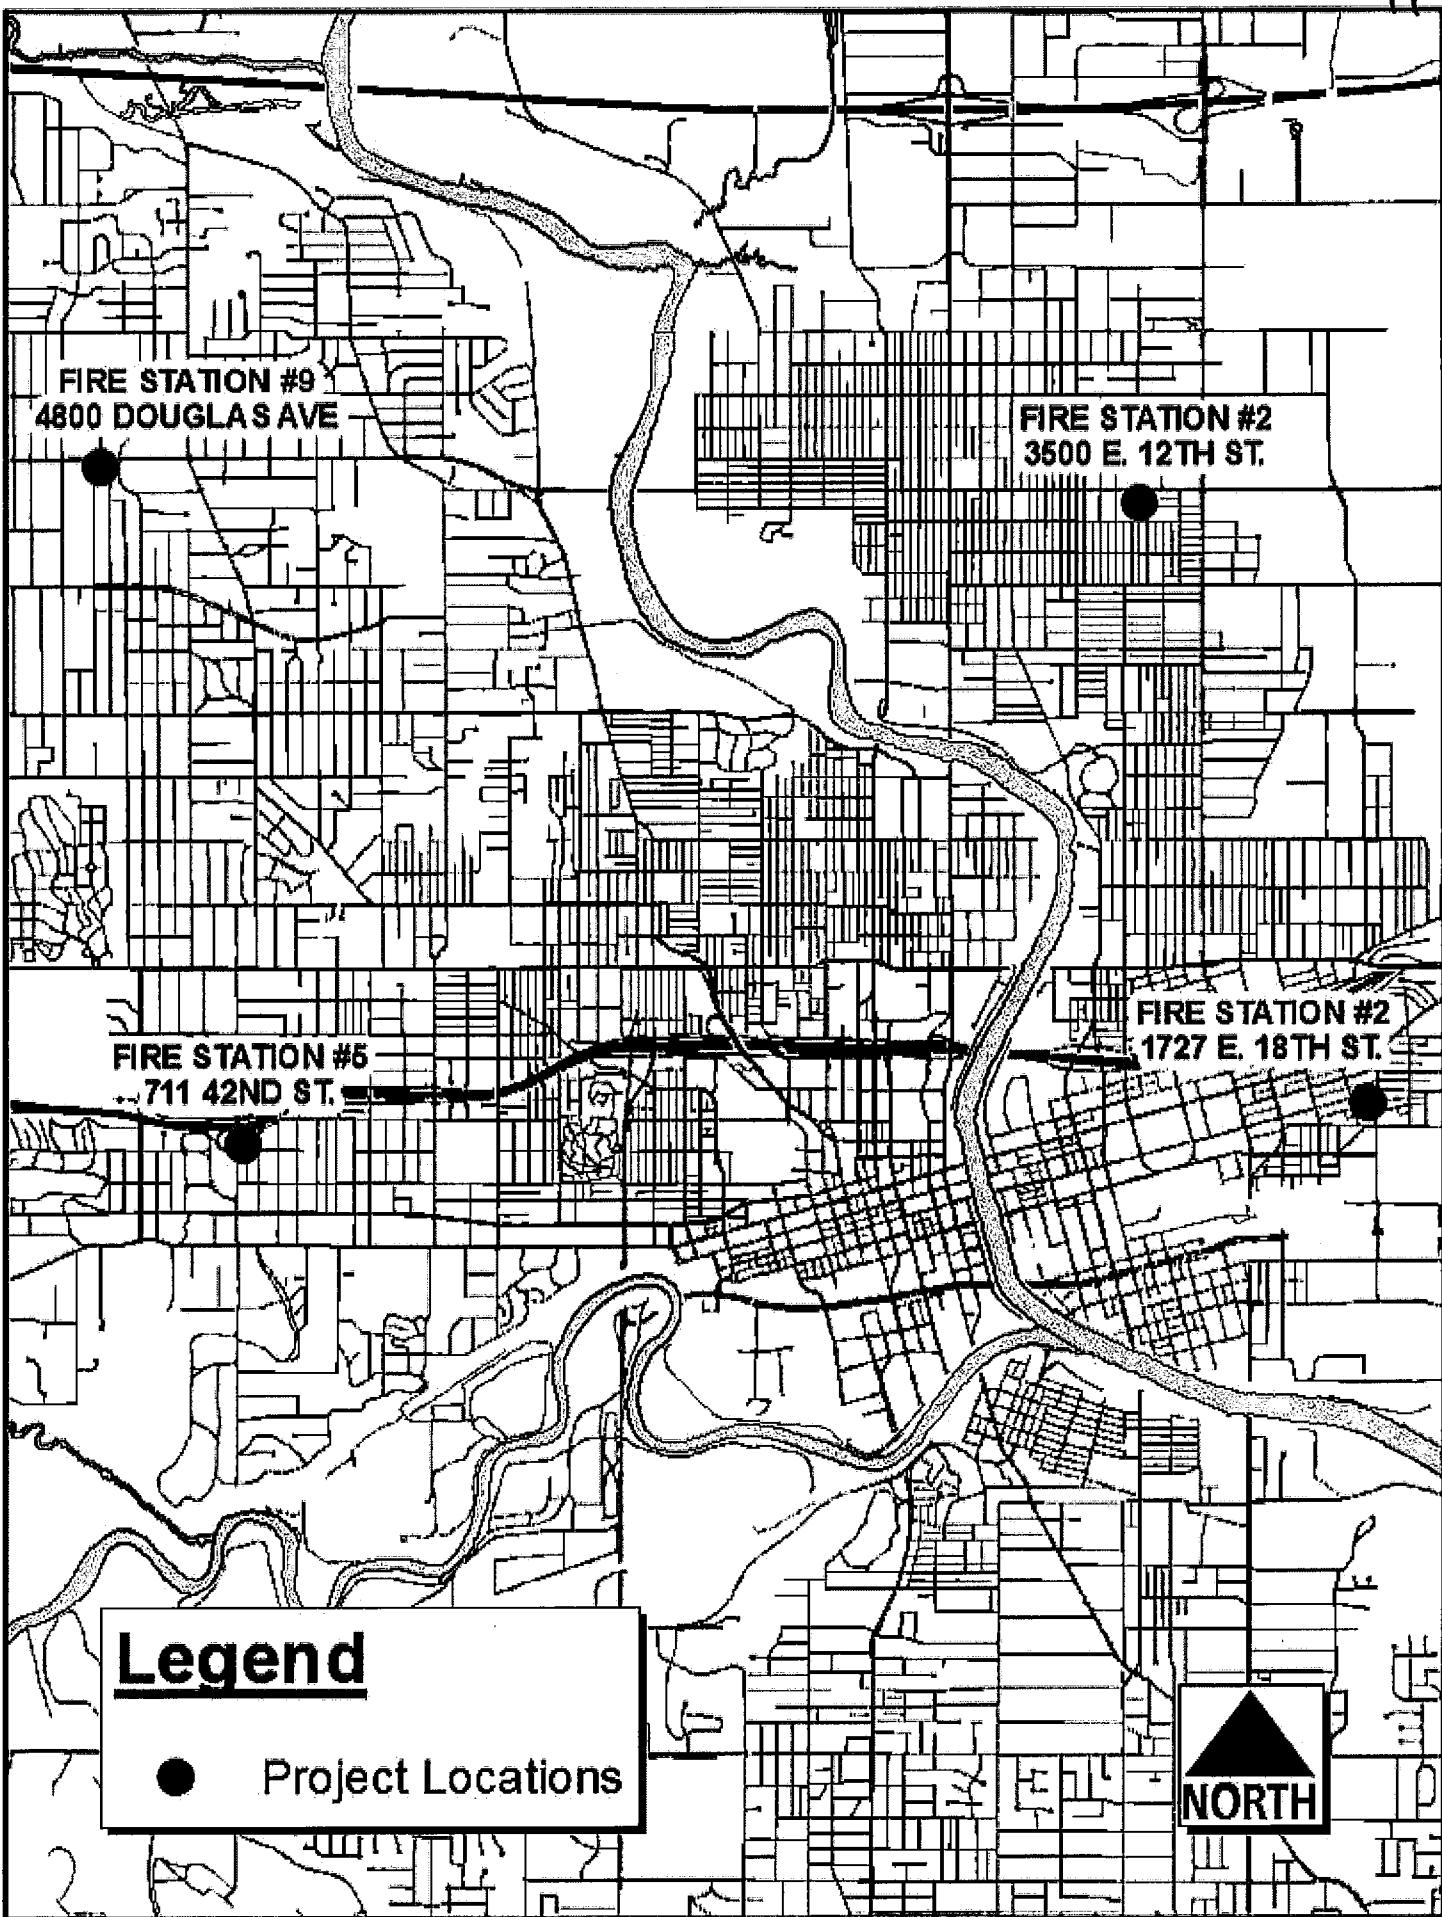 FIRE STATION #9
4800 DOUGLAS AVE
FIRE STATION #2
3500 E. 12TH ST.
FIRE STATION #2
1727 E. 18TH ST.
FIRE STATION #5
711 42ND ST.
Legend
Project Locations
NORTH